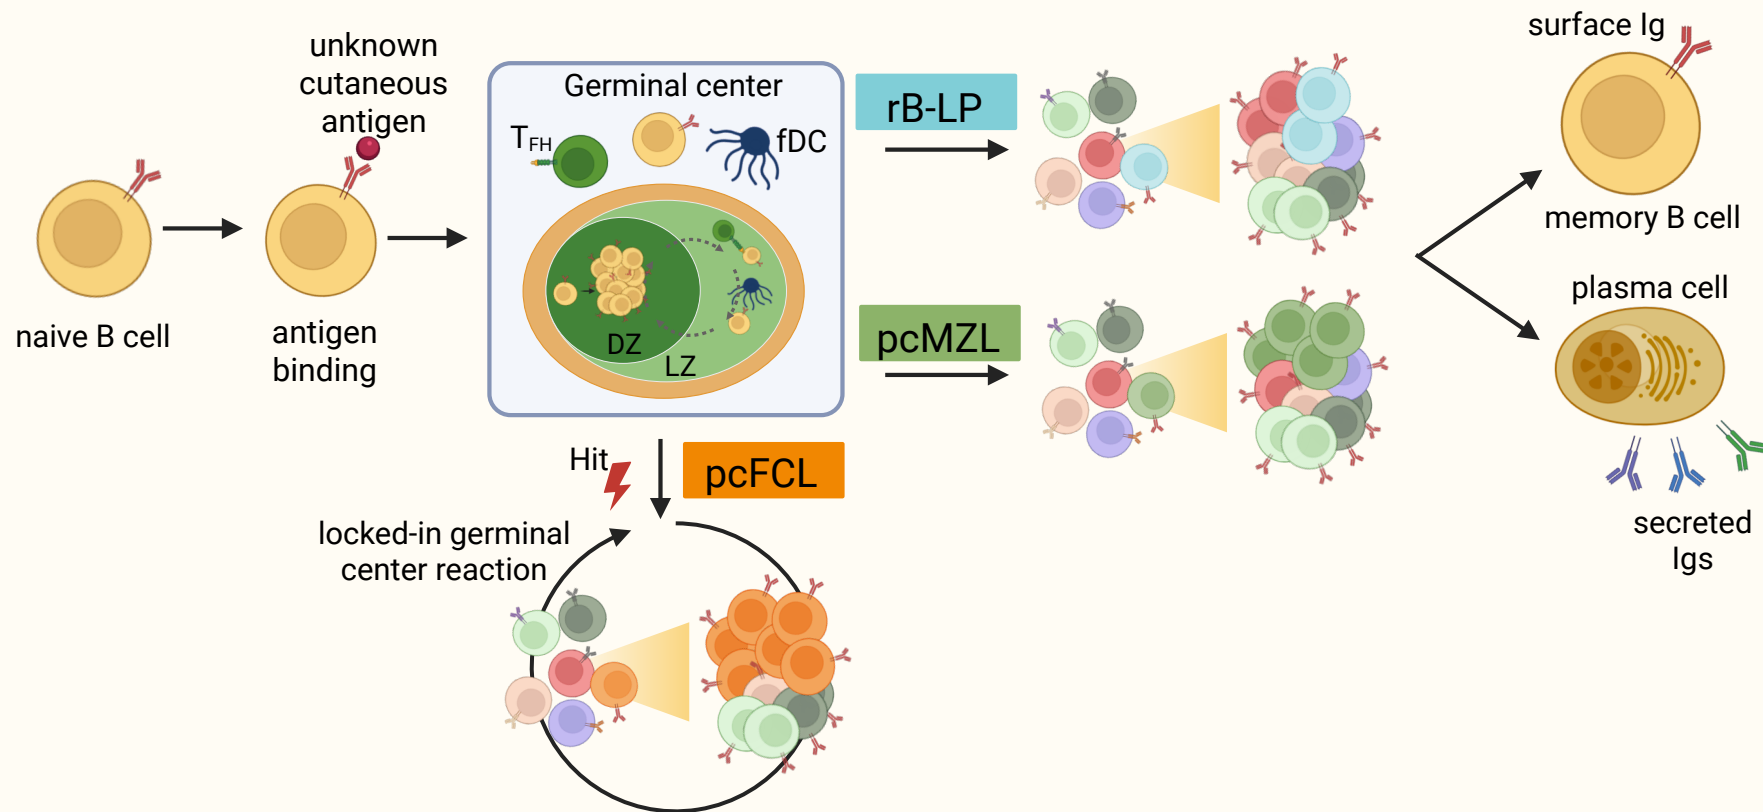 naive B cell
unknown
cutaneous
antigen
antigen
binding
Germinal center
TFH
fDC
DZ
LZ
rB-LP
pcMZL
Hit
pcFCL
locked-in germinal
center reaction
surface Ig
memory B cell
plasma cell
secreted
Igs